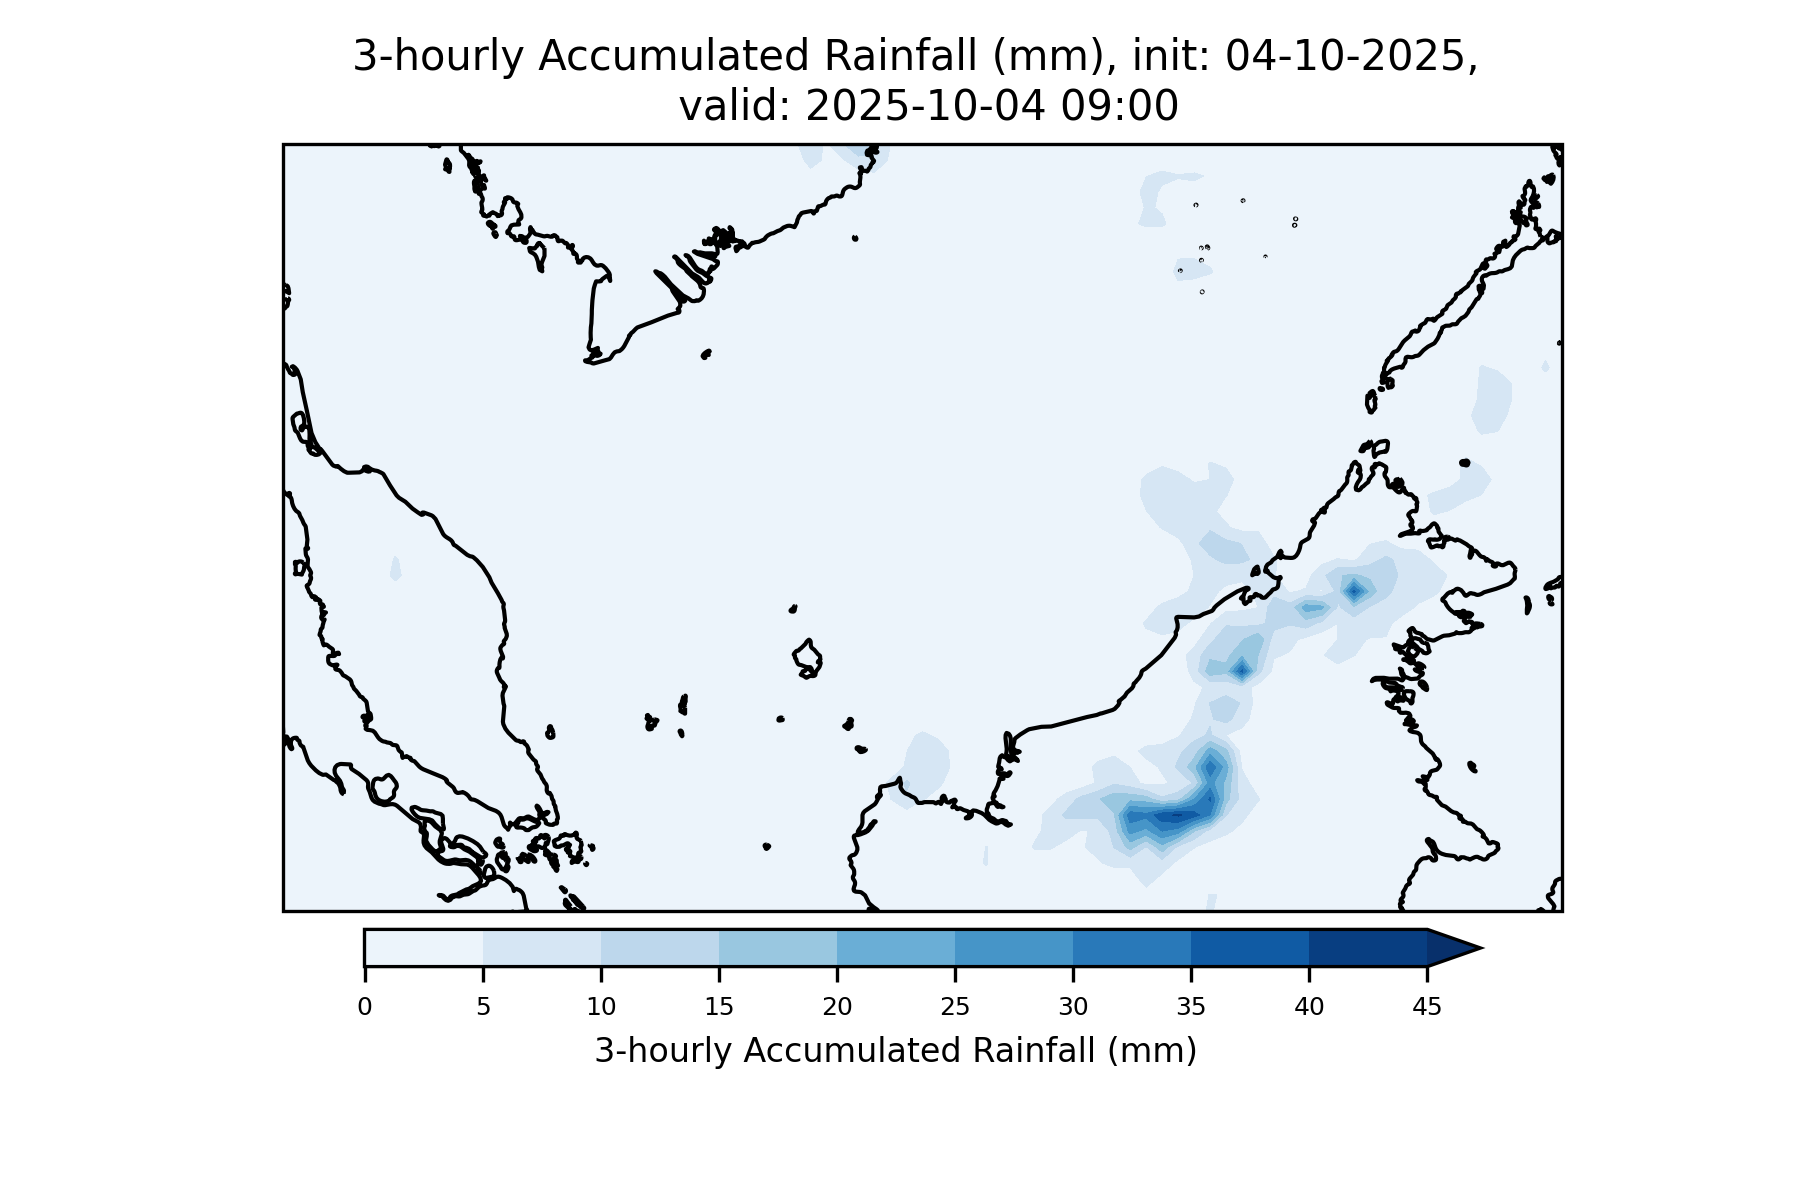 3-hourly Accumulated Rainfall (mm), init: 04-10-2025,
valid: 2025-10-04 09:00
0 5 10 15 20 25 30 35 40 45
3-hourly Accumulated Rainfall (mm)